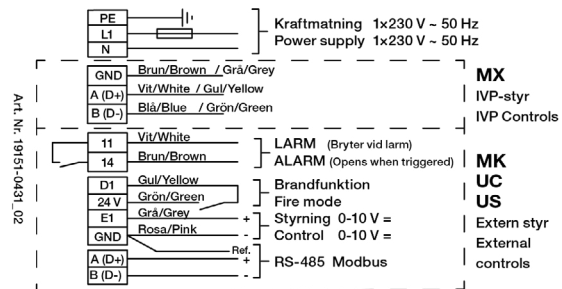 PE
L1
N
Kraftmatning 1x230 V ~ 50 Hz
Power supply 1x230 V ~ 50 Hz
GND Brun/Brown / Grå/Grey
A (D+) Vit/White / Gul/Yellow
B (D-) Blå/Blue / Grön/Green
MX
IVP-styr
IVP Controls
11 Vit/White
14 Brun/Brown
LARM (Bryter vid larm)
ALARM (Opens when triggered)
D1 Gul/Yellow
24 V Grön/Green
Brandfunktion
Fire mode
E1 Grå/Grey +
GND Rosa/Pink -
Styrning 0-10 V =
Control 0-10 V =
Ref.
A (D+) +
B (D-) -
RS-485 Modbus
MK
UC
US
Extern styr
External
controls
Art. Nr. 19151-0431_02